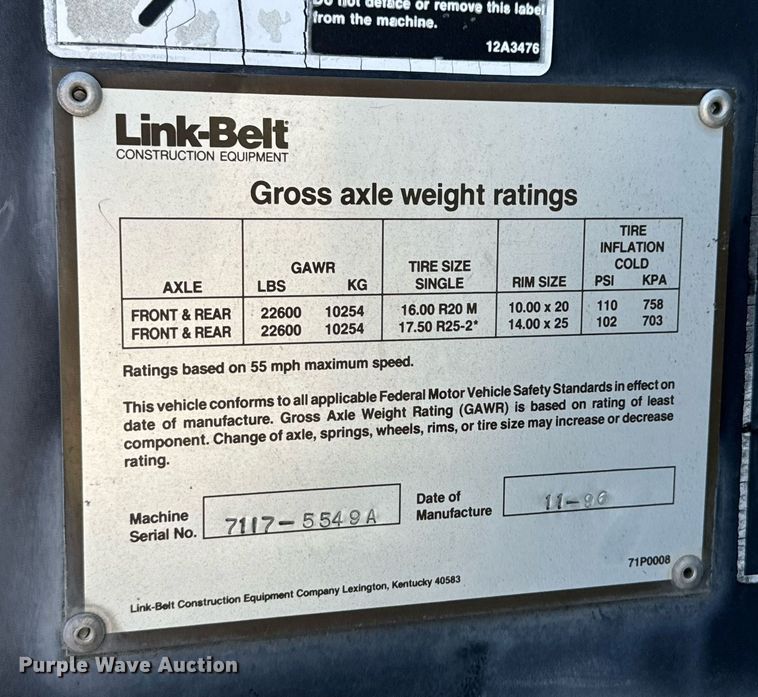 Do not deface or remove this label
from the machine.
12A3476
Link-Belt
CONSTRUCTION EQUIPMENT
Gross axle weight ratings
AXLE GAWR LBS KG TIRE SIZE SINGLE RIM SIZE TIRE INFLATION COLD PSI KPA
FRONT & REAR 22600 10254 16.00 R20 M 10.00 x 20 110 758
FRONT & REAR 22600 10254 17.50 R25-2* 14.00 x 25 102 703
Ratings based on 55 mph maximum speed.
This vehicle conforms to all applicable Federal Motor Vehicle Safety Standards in effect on
date of manufacture. Gross Axle Weight Rating (GAWR) is based on rating of least
component. Change of axle, springs, wheels, rims, or tire size may increase or decrease
rating.
Machine
Serial No. 7117-5549A
Date of
Manufacture 11-96
71P0008
Link-Belt Construction Equipment Company Lexington, Kentucky 40583
Purple Wave Auction